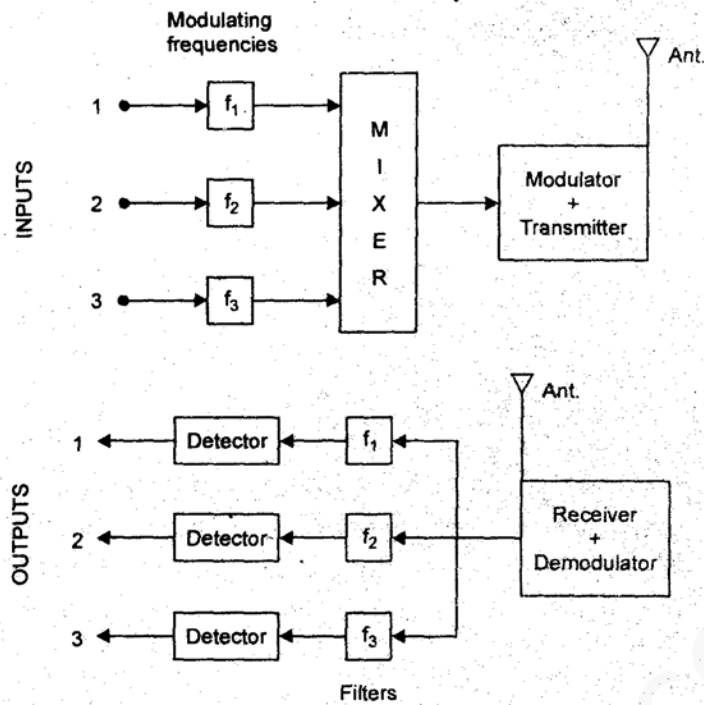 Modulating
frequencies
Ant.
1
f₁
M
I
X
E
R
INPUTS
2
f₂
Modulator
+
Transmitter
3
f₃
Ant.
OUTPUTS
1
Detector
f₁
2
Detector
f₂
Receiver
+
Demodulator
3
Detector
f₃
Filters